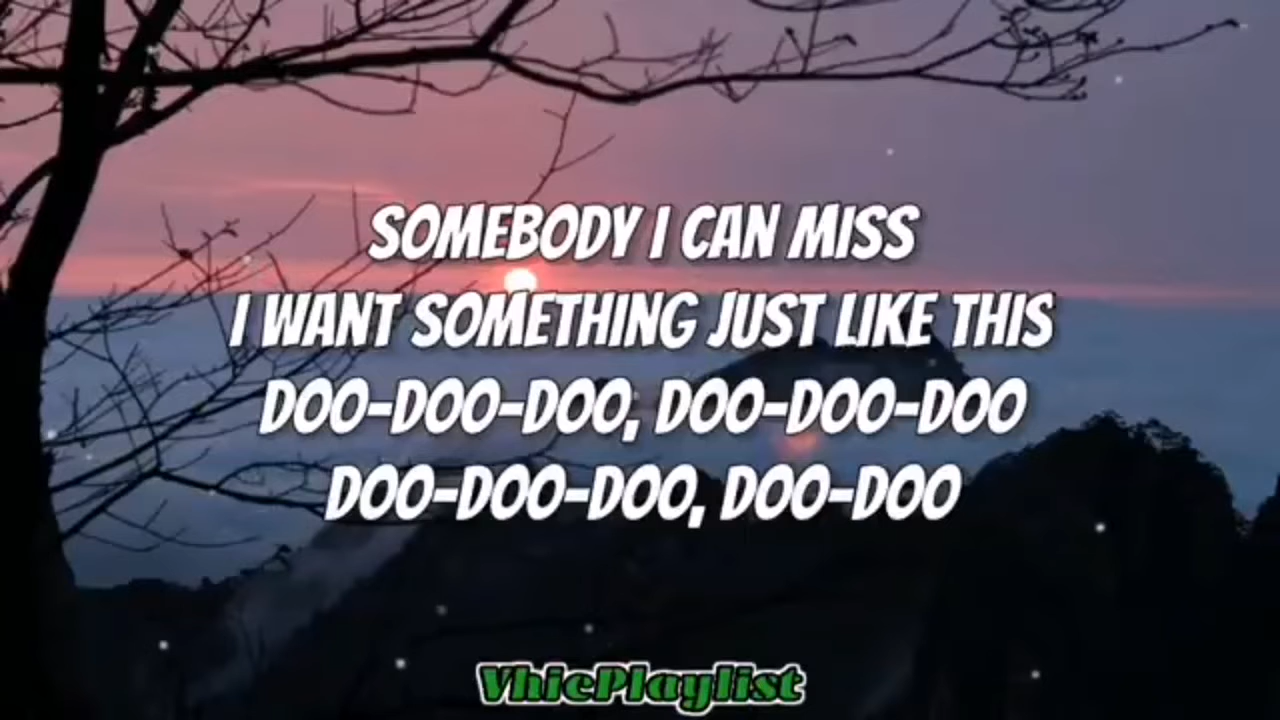 SOMEBODY I CAN MISS
I WANT SOMETHING JUST LIKE THIS
DOO-DOO-DOO, DOO-DOO-DOO
DOO-DOO-DOO, DOO-DOO
VhicPlaylist